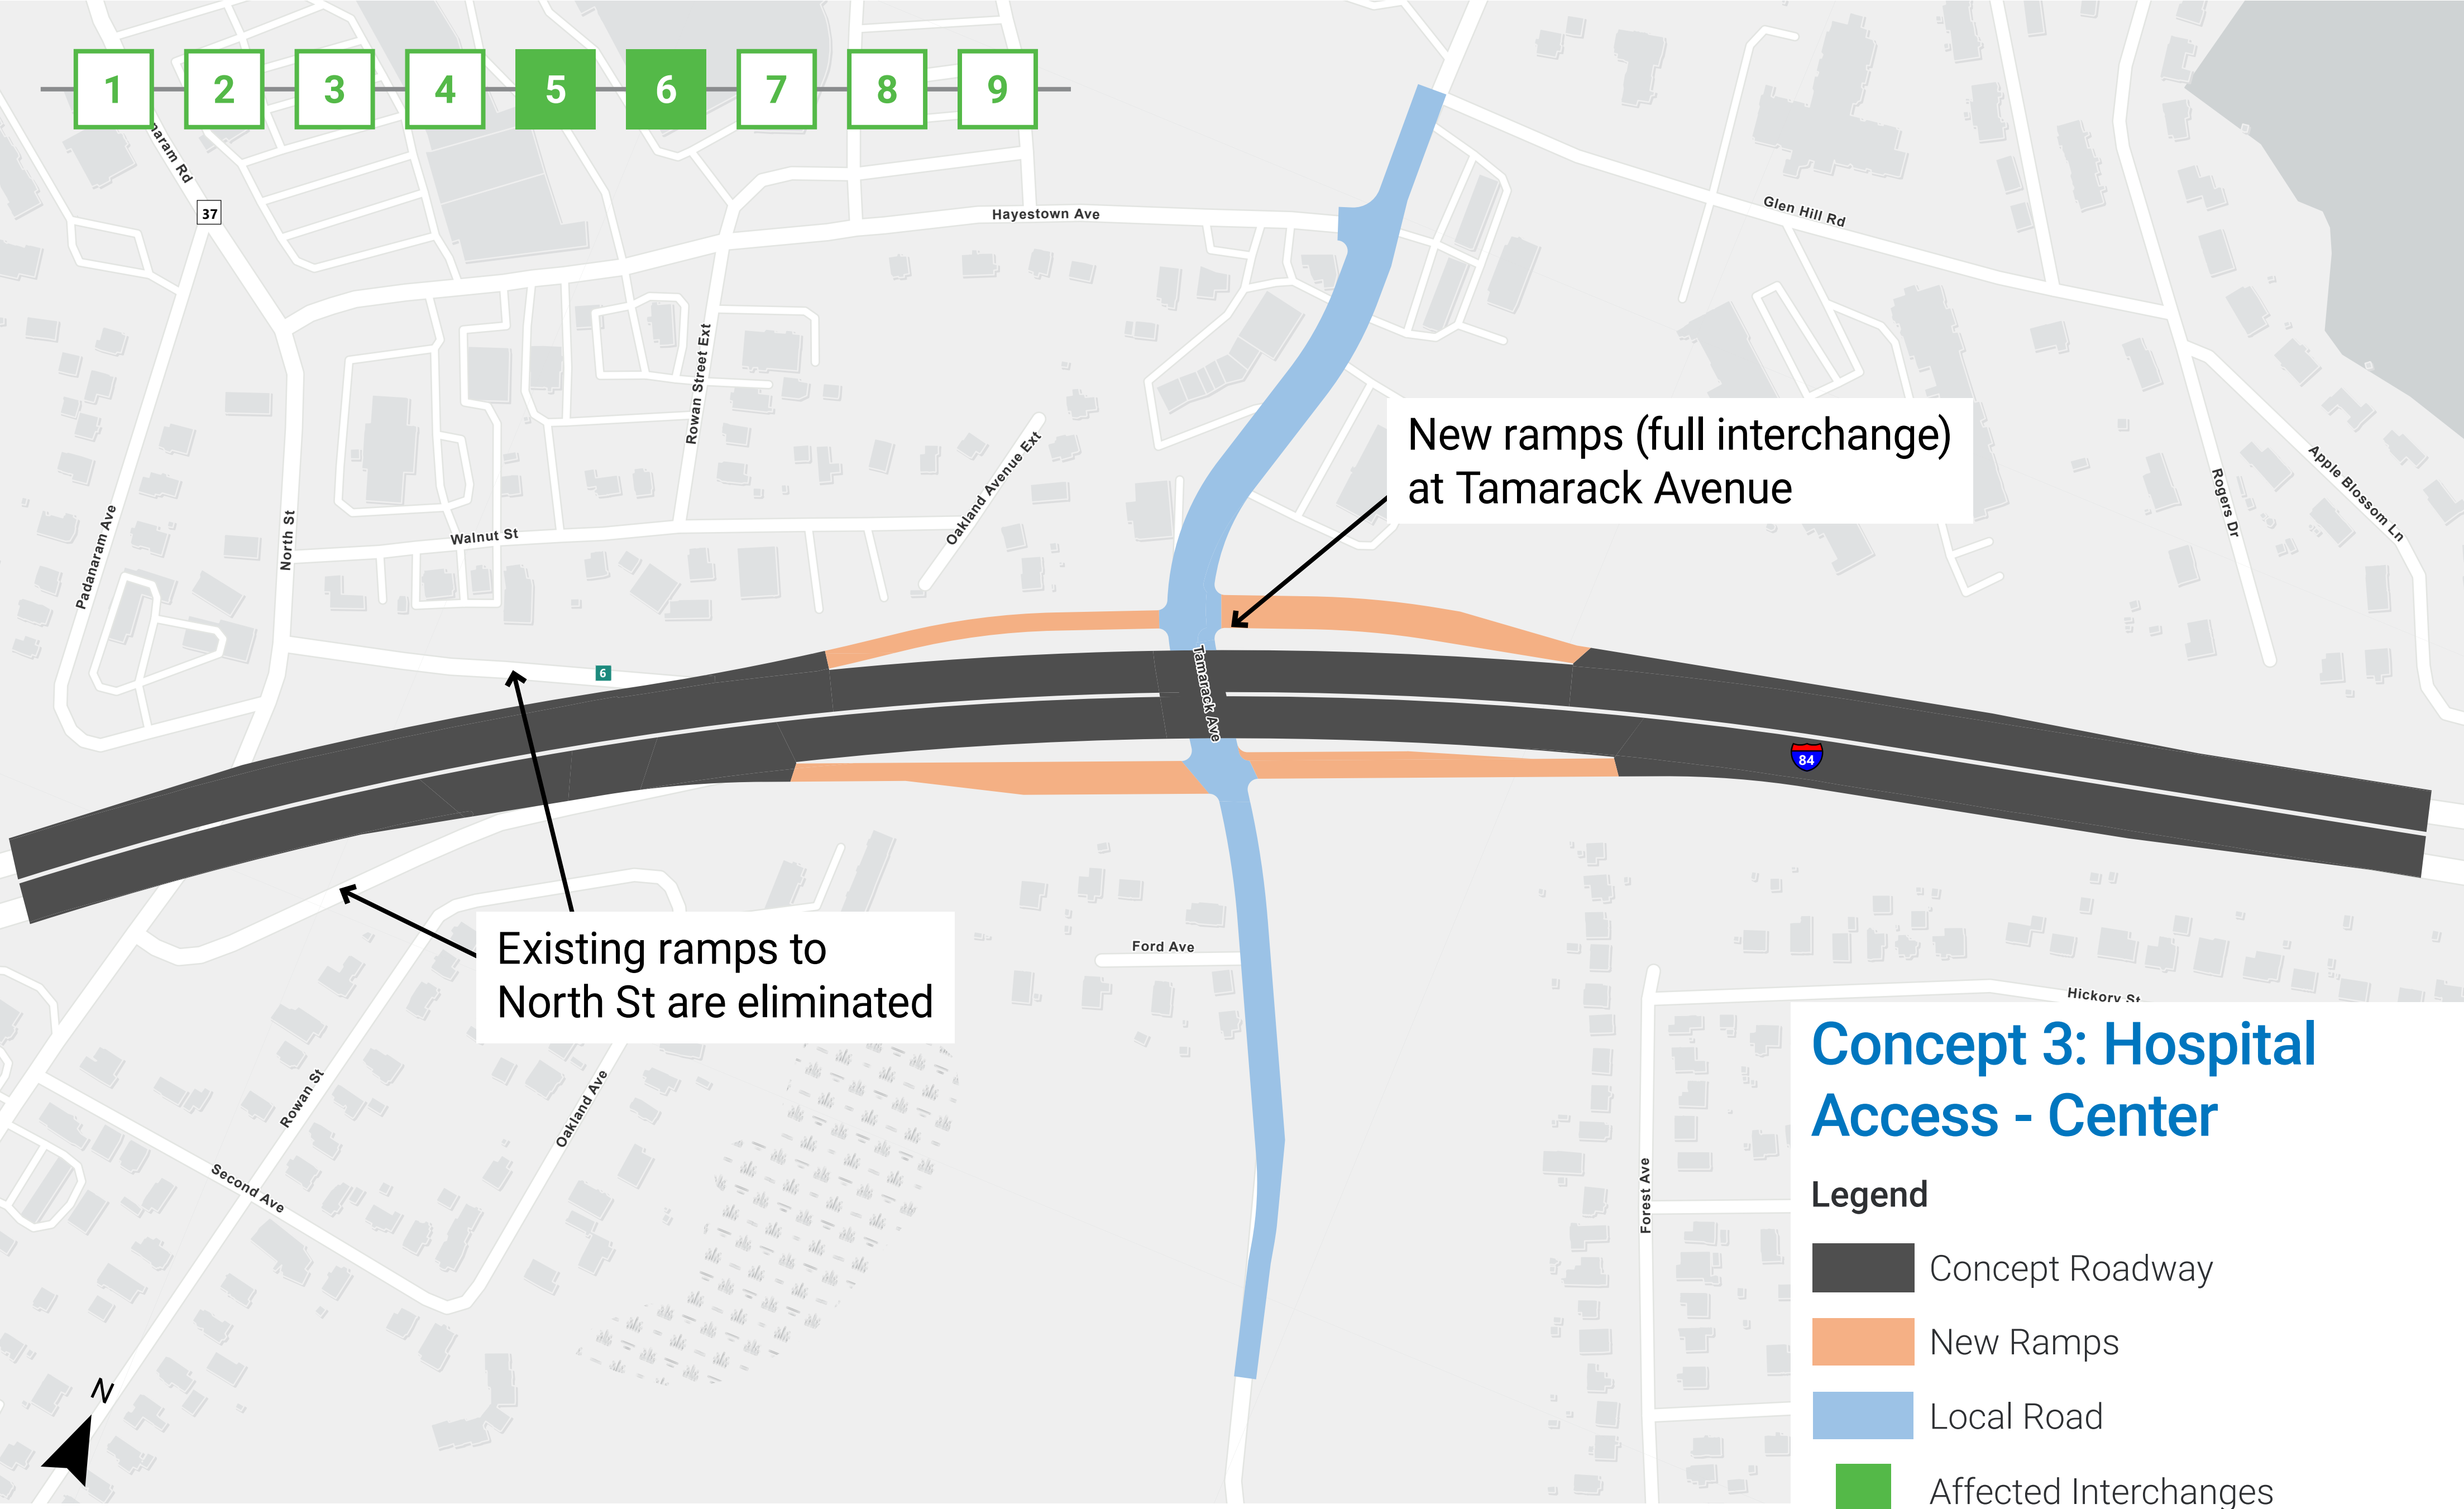 1 2 3 4 5 6 7 8 9
37
Hayestown Ave
Glen Hill Rd
Rowan Street Ext
New ramps (full interchange)
at Tamarack Avenue
Oakland Avenue Ext
Apple Blossom Ln
Rogers Dr
Padanaram Ave
North St
Walnut St
6
Tamarack Ave
84
Existing ramps to
North St are eliminated
Ford Ave
Hickory St
Rowan St
Oakland Ave
Second Ave
Forest Ave
N
Concept 3: Hospital
Access - Center
Legend
Concept Roadway
New Ramps
Local Road
Affected Interchanges